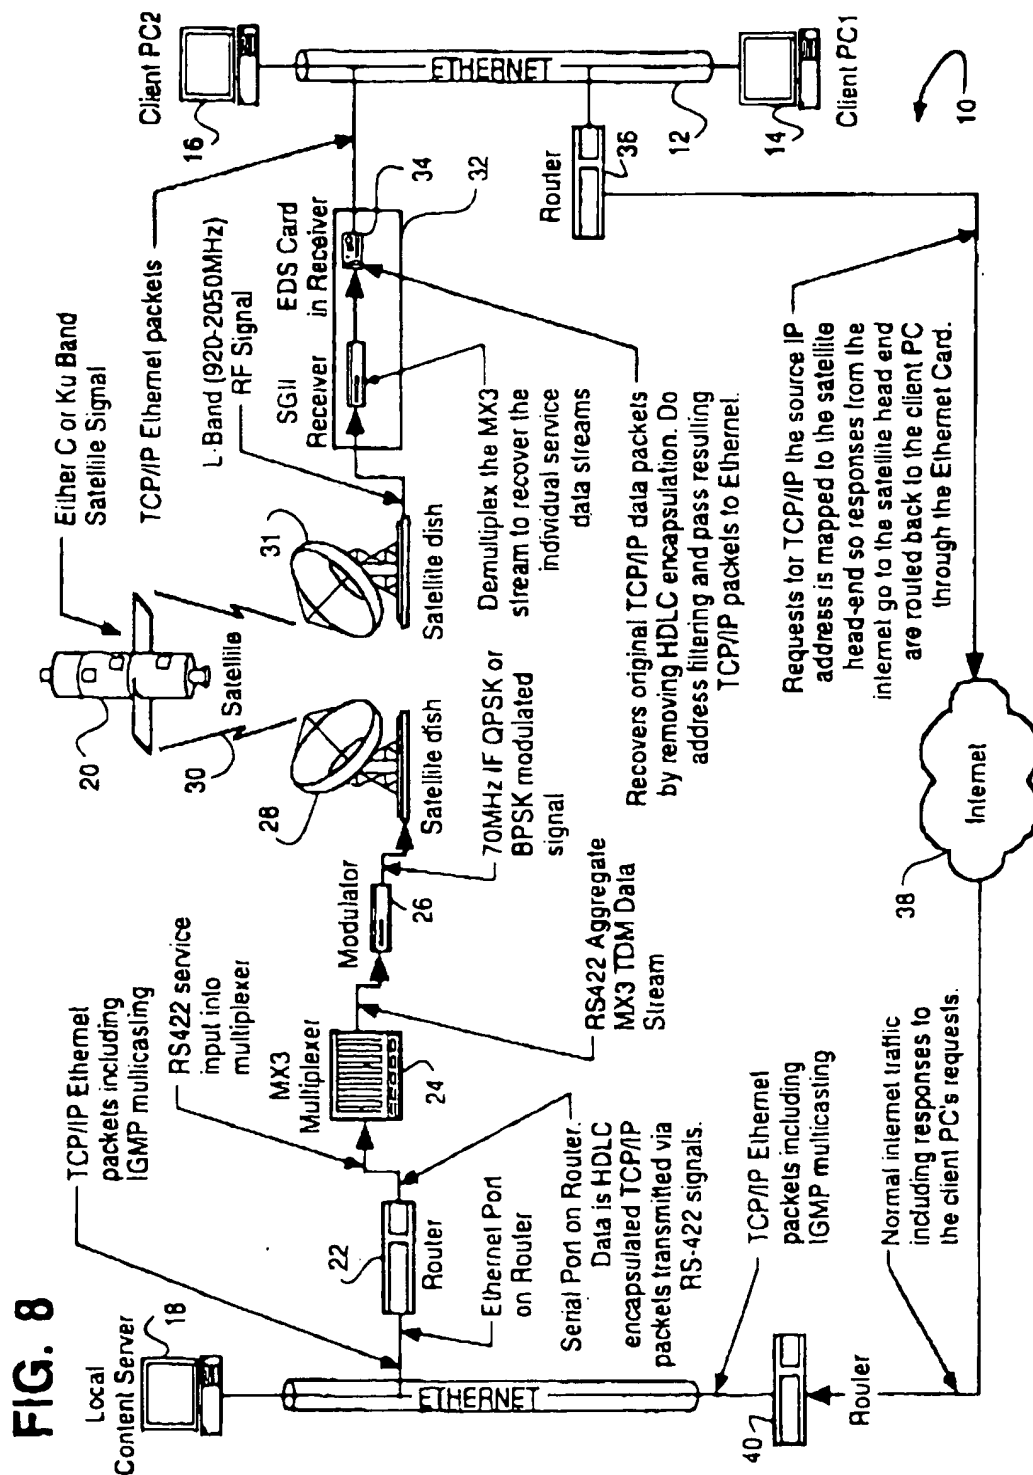 FIG. 8
Local
Content Server
18
ETHERNET
TCP/IP Ethernet
packets including
IGMP multicasting
RS422 service
input into
multiplexer
22
Router
Ethernet Port
on Router
Serial Port on Router.
Data is HDLC
encapsulated TCP/IP
packets transmitted via
RS-422 signals.
MX3
Multiplexer
24
RS422 Aggregate
MX3 TDM Data
Stream
Modulator
26
70MHz IF QPSK or
BPSK modulated
signal
28
Satellite dish
30
20
Satellite
Either C or Ku Band
Satellite Signal
31
Satellite dish
TCP/IP Ethernet packets
L-Band (920-2050MHz)
RF Signal
SGII
Receiver
EDS Card
in Receiver
34
32
Demultiplex the MX3
stream to recover the
individual service
data streams
Recovers original TCP/IP data packets
by removing HDLC encapsulation. Do
address filtering and pass resulting
TCP/IP packets to Ethernet.
Client PC2
16
ETHERNET
12
14
Client PC1
10
Router
36
Requests for TCP/IP the source IP
address is mapped to the satellite
head-end so responses from the
internet go to the satellite head end
are routed back to the client PC
through the Ethernet Card.
Internet
38
TCP/IP Ethernet
packets including
IGMP multicasting
Normal internet traffic
including responses to
the client PC's requests.
40
Router